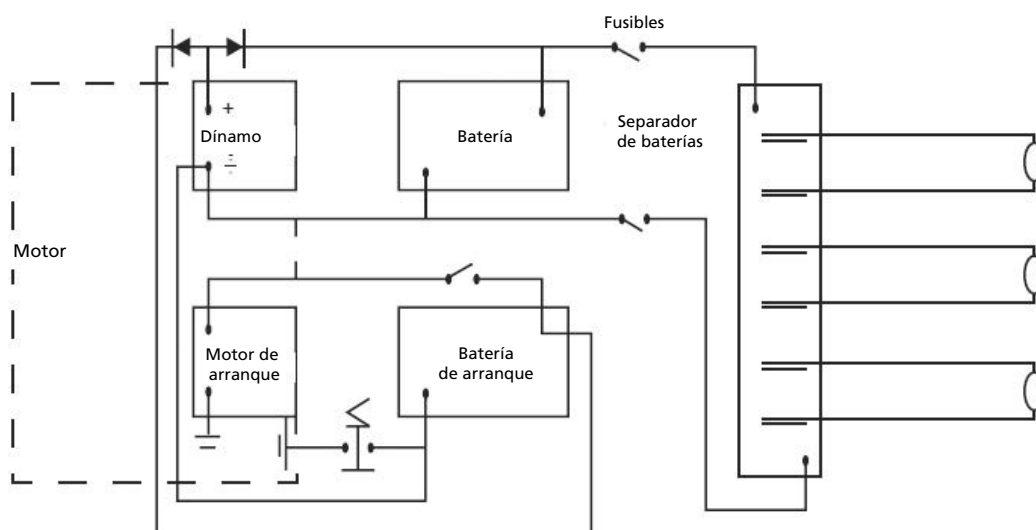 Fusibles
+
Dínamo
Batería
Separador
de baterías
Motor
Motor de
arranque
Batería
de arranque